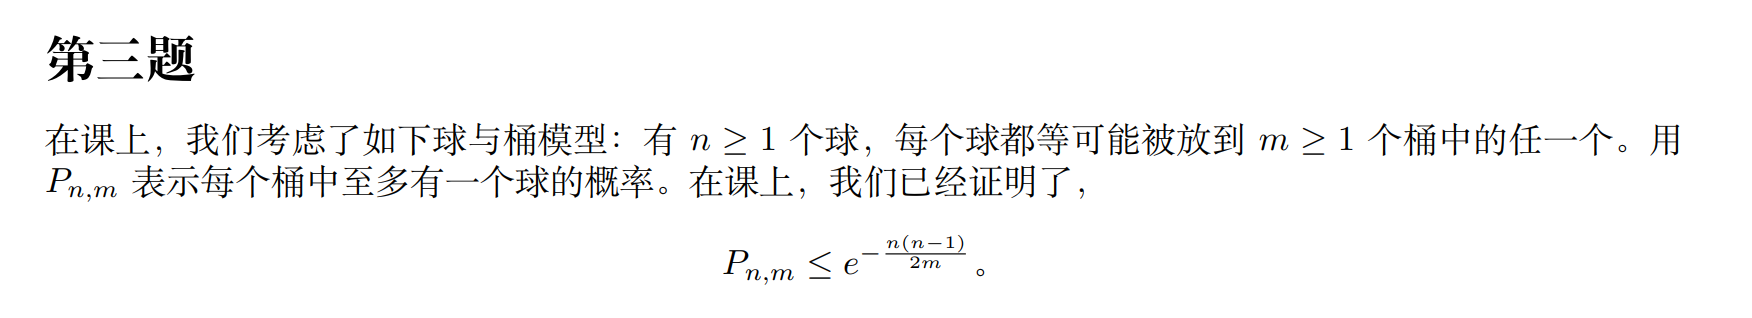 第三题
在课上，我们考虑了如下球与桶模型：有 n ≥ 1 个球，每个球都等可能被放到 m ≥ 1 个桶中的任一个。用
P_{n,m} 表示每个桶中至多有一个球的概率。在课上，我们已经证明了，
P_{n,m} ≤ e^{-\frac{n(n-1)}{2m}}。